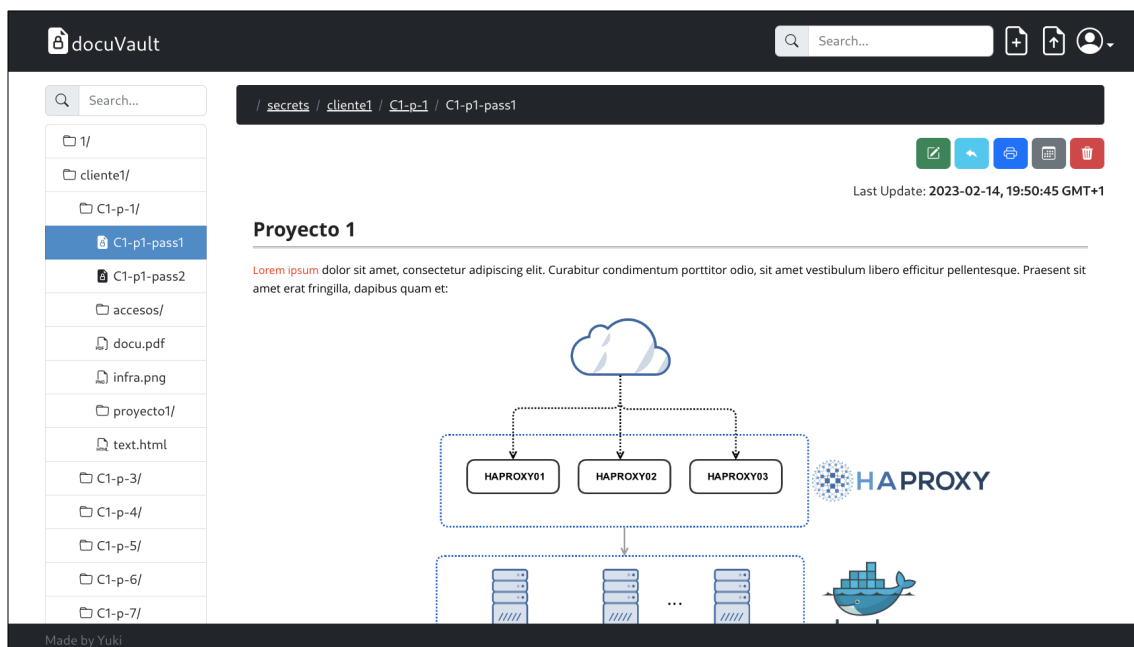 docuVault
Search...
Search...
/ secrets / cliente1 / C1-p-1 / C1-p1-pass1
1/
cliente1/
C1-p-1/
C1-p1-pass1
C1-p1-pass2
accesos/
docu.pdf
infra.png
proyecto1/
text.html
C1-p-3/
C1-p-4/
C1-p-5/
C1-p-6/
C1-p-7/
Last Update: 2023-02-14, 19:50:45 GMT+1
Proyecto 1
Lorem ipsum dolor sit amet, consectetur adipiscing elit. Curabitur condimentum porttitor odio, sit amet vestibulum libero efficitur pellentesque. Praesent sit
amet erat fringilla, dapibus quam et:
HAPROXY01 HAPROXY02 HAPROXY03
HAPROXY
...
Made by Yuki